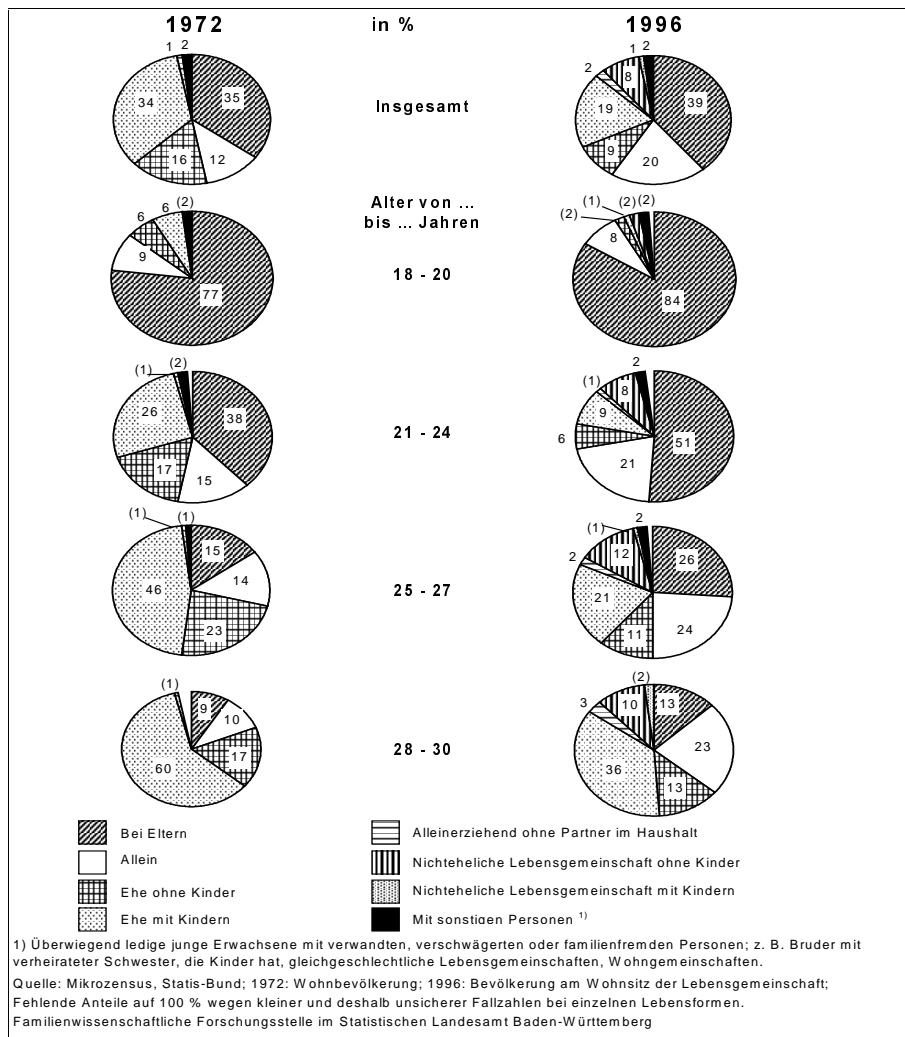 1972 in % 1996
1 2 1 2
34 35 2 8 39
Insgesamt
19
16 12 9 20
Alter von ...
bis ... Jahren
6 6 (2) (2) (1) (2) (2)
9 8
18 - 20
77 84
(1) (2) (1) 2
26 38 8
9
21 - 24
17 15 6 21 51
(1) (1) (1) 2
15 2 12 26
46 14 21
25 - 27
23 11 24
(1) (2)
9 10 3 10 13
23
28 - 30
60 17 36 13
Bei Eltern
Allein
Ehe ohne Kinder
Ehe mit Kindern
Alleinerziehend ohne Partner im Haushalt
Nichteheliche Lebensgemeinschaft ohne Kinder
Nichteheliche Lebensgemeinschaft mit Kindern
Mit sonstigen Personen 1)
1) Überwiegend ledige junge Erwachsene mit verwandten, verschwägerten oder familienfremden Personen; z. B. Bruder mit
verheirateter Schwester, die Kinder hat, gleichgeschlechtliche Lebensgemeinschaften, Wohngemeinschaften.
Quelle: Mikrozensus, Statis-Bund; 1972: Wohnbevölkerung; 1996: Bevölkerung am Wohnsitz der Lebensgemeinschaft;
Fehlende Anteile auf 100 % wegen kleiner und deshalb unsicherer Fallzahlen bei einzelnen Lebensformen.
Familienwissenschaftliche Forschungsstelle im Statistischen Landesamt Baden-Württemberg